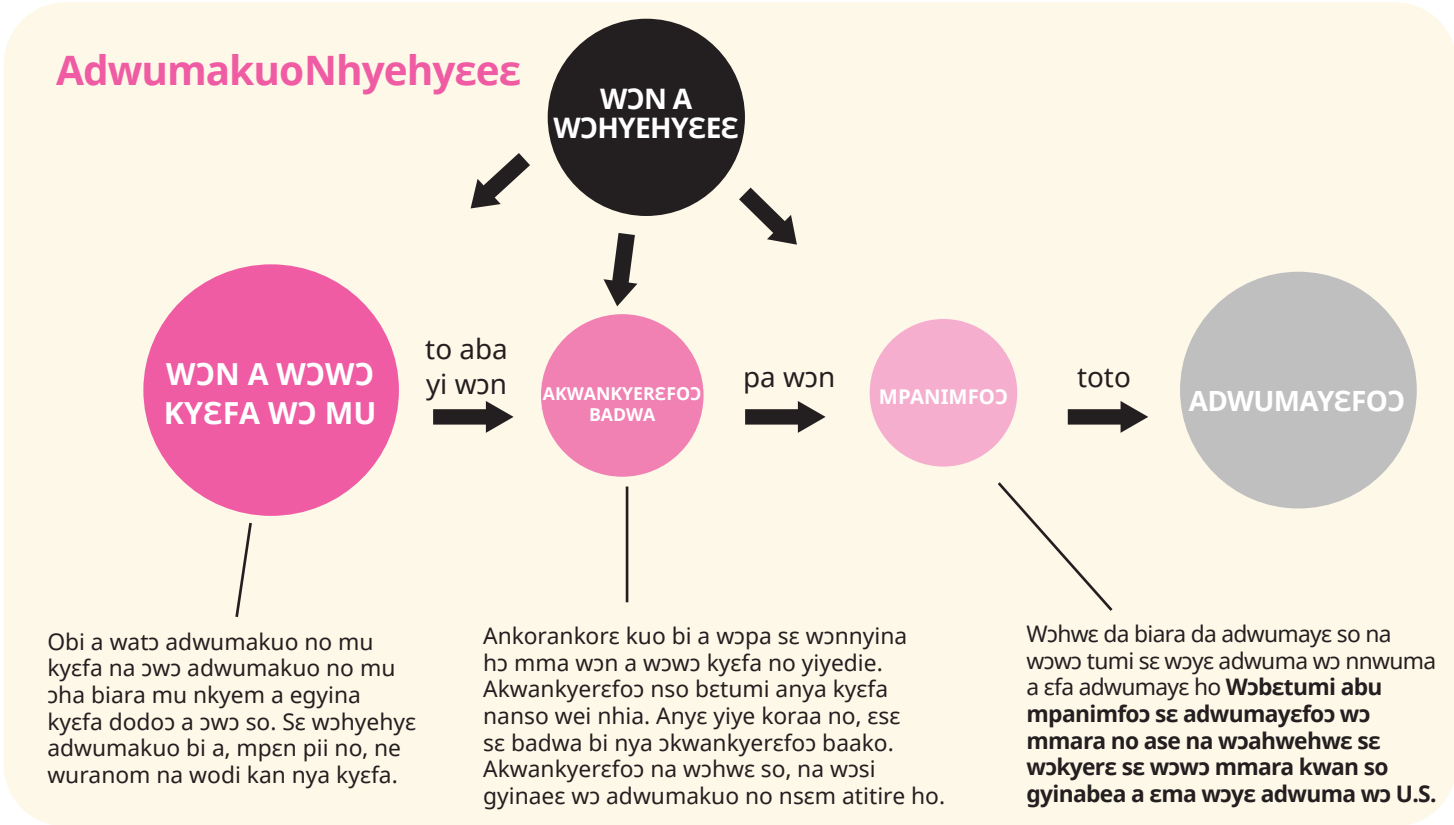 AdwumakuoNhyehyɛeɛ
WƆN A
WƆHYEHYƐEƐ
WƆN A WƆWƆ
KYƐFA WƆ MU
to aba
yi wɔn
AKWANKYERƐFOƆ
BADWA
pa wɔn
MPANIMFOƆ
toto
ADWUMAYƐFOƆ
Obi a watɔ adwumakuo no mu
kyɛfa na ɔwɔ adwumakuo no mu
ɔha biara mu nkyem a egyina
kyɛfa dodoɔ a ɔwɔ so. Sɛ wɔhyehyɛ
adwumakuo bi a, mpɛn pii no, ne
wuranom na wodi kan nya kyɛfa.
Ankorankorɛ kuo bi a wɔpa sɛ wɔnnyina
hɔ mma wɔn a wɔwɔ kyɛfa no yiyedie.
Akwankyerɛfoɔ nso bɛtumi anya kyɛfa
nanso wei nhia. Anyɛ yiye koraa no, ɛsɛ
sɛ badwa bi nya ɔkwankyerɛfoɔ baako.
Akwankyerɛfoɔ na wɔhwɛ so, na wɔsi
gyinaeɛ wɔ adwumakuo no nsɛm atitire ho.
Wɔhwɛ da biara da adwumayɛ so na
wɔwɔ tumi sɛ wɔyɛ adwuma wɔ nnwuma
a ɛfa adwumayɛ ho Wɔbɛtumi abu
mpanimfoɔ sɛ adwumayɛfoɔ wɔ
mmara no ase na wɔahwehwɛ sɛ
wɔkyerɛ sɛ wɔwɔ mmara kwan so
gyinabea a ɛma wɔyɛ adwuma wɔ U.S.